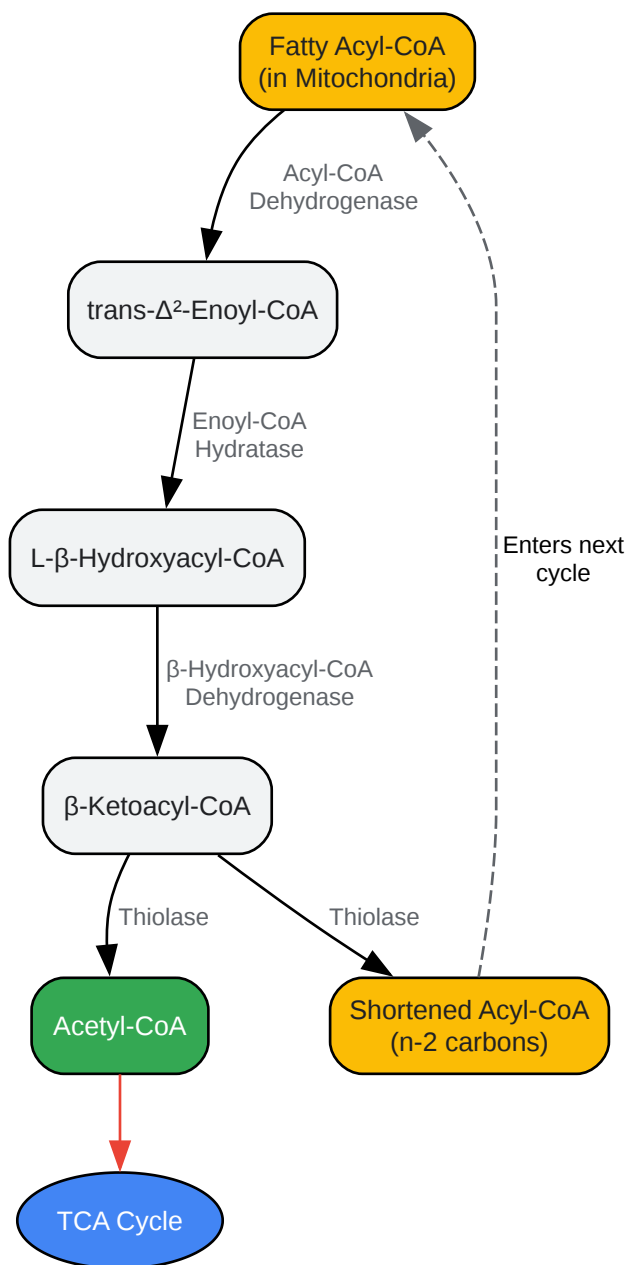 Fatty Acyl-CoA
(in Mitochondria)
Acyl-CoA
Dehydrogenase
trans-Δ²-Enoyl-CoA
Enoyl-CoA
Hydratase
L-β-Hydroxyacyl-CoA
Enters next
cycle
β-Hydroxyacyl-CoA
Dehydrogenase
β-Ketoacyl-CoA
Thiolase
Thiolase
Acetyl-CoA
Shortened Acyl-CoA
(n-2 carbons)
TCA Cycle